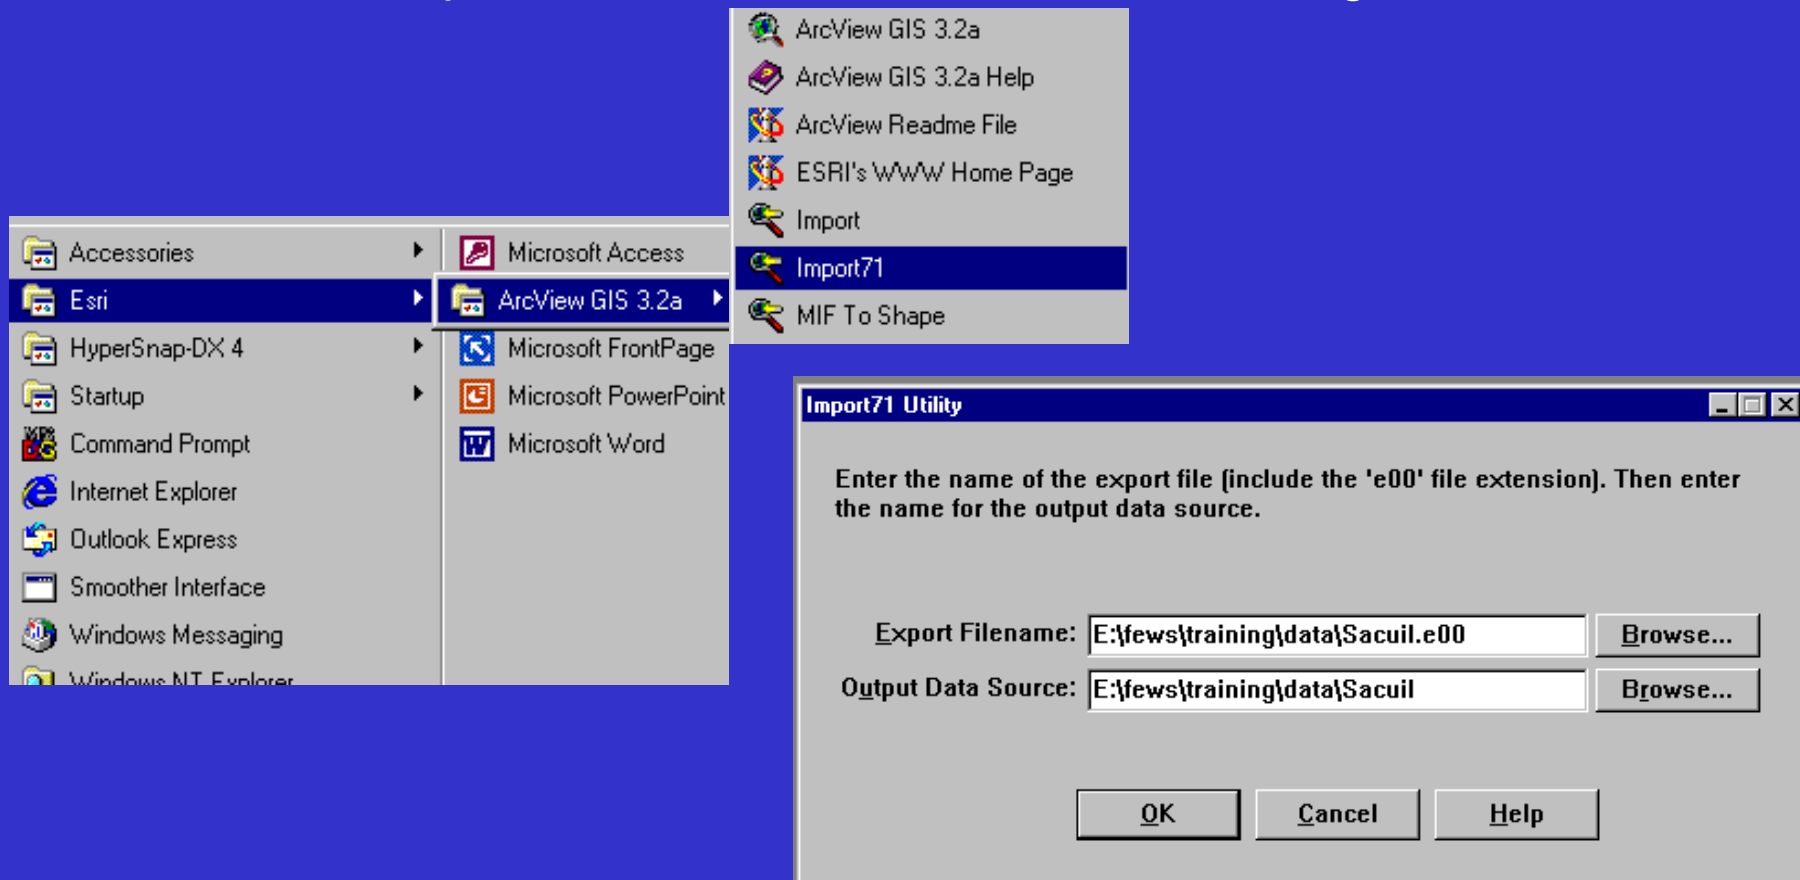 ArcView GIS 3.2a
ArcView GIS 3.2a Help
ArcView Readme File
ESRI's WWW Home Page
Import
Import71
MIF To Shape
Accessories
Esri
HyperSnap-DX 4
Startup
Command Prompt
Internet Explorer
Outlook Express
Smoother Interface
Windows Messaging
Windows NT Explorer
Microsoft Access
ArcView GIS 3.2a
Microsoft FrontPage
Microsoft PowerPoint
Microsoft Word
Import71 Utility
Enter the name of the export file (include the 'e00' file extension). Then enter
the name for the output data source.
Export Filename: E:\fews\training\data\Sacuil.e00 Browse...
Output Data Source: E:\fews\training\data\Sacuil Browse...
OK Cancel Help